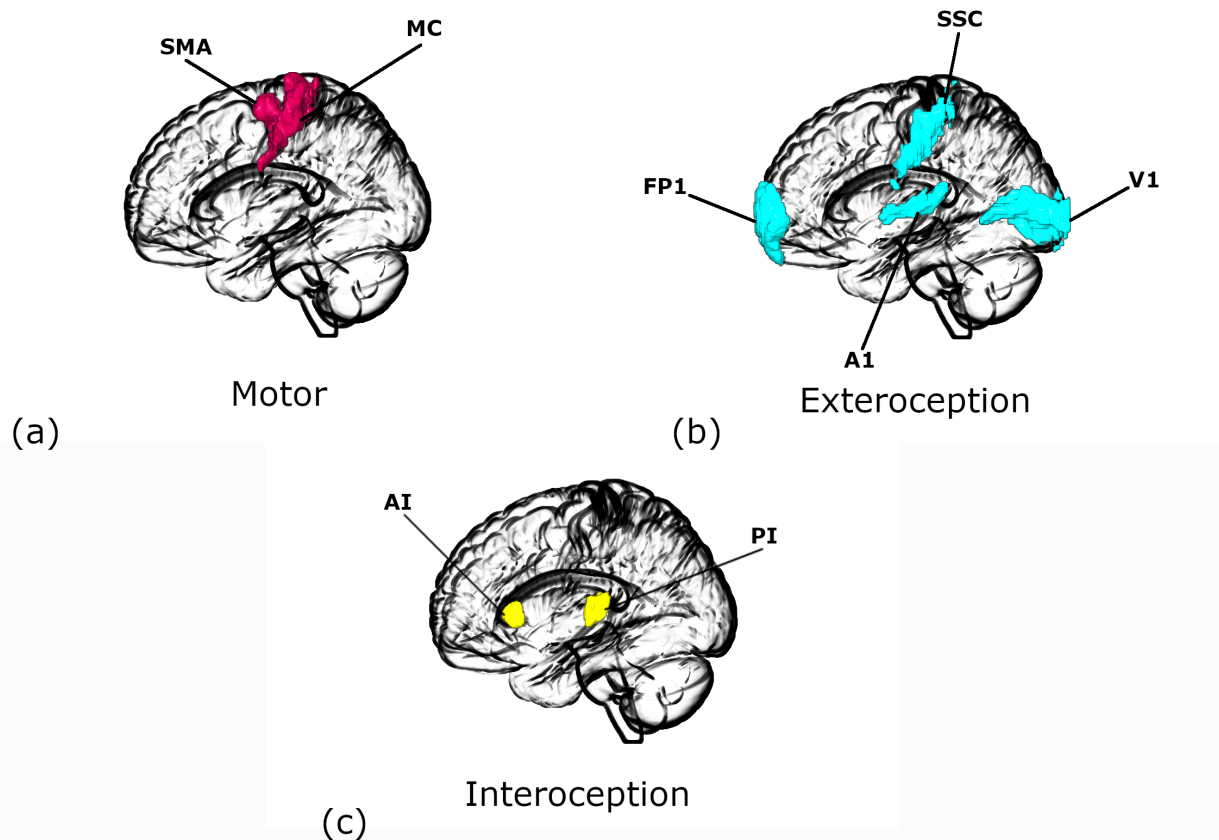 SMA
MC
Motor
(a)
SSC
FP1
V1
A1
Exteroception
(b)
AI
PI
Interoception
(c)